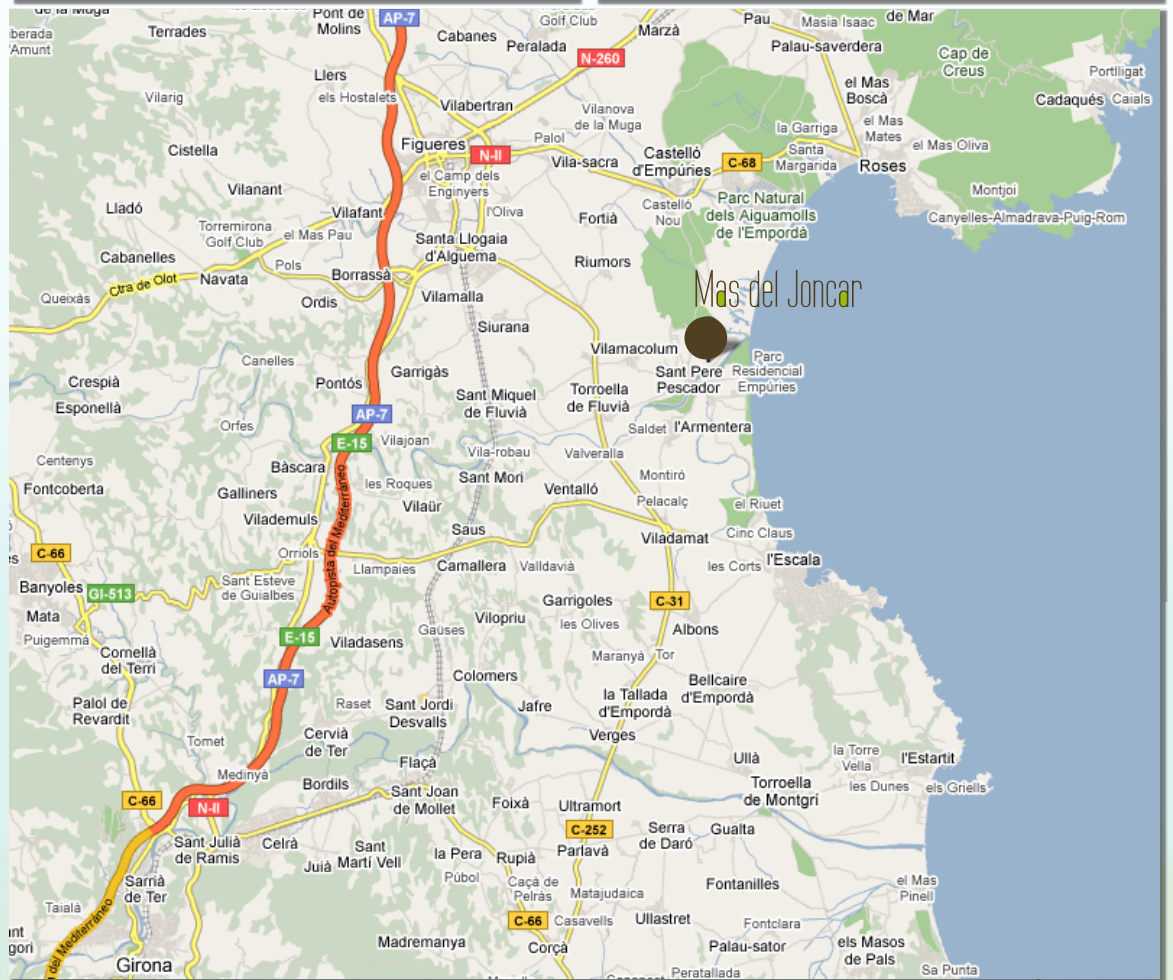 de la Muga
Pont de
Molins
AP-7
Golf Club
Marzà
Pau
Masia Isaac
de Mar
Terrades
Cabanes
Peralada
N-260
Palau-saverdera
Cap de
Creus
Portlligat
Llers
els Hostalets
Vilarig
Vilabertran
Vilanova
de la Muga
el Mas
Boscà
Cadaqués
Caials
Cistella
Figueres
N-II
Palol
Vila-sacra
Castelló
d'Empúries
C-68
la Garriga
Santa
Margarida
el Mas
Mates
el Mas Oliva
Roses
el Camp dels
Enginyers
Vilanant
Montjoi
Canyelles-Almadrava-Puig-Rom
Lladó
Vilafant
l'Oliva
Fortià
Castelló
Nou
Parc Natural
dels Aiguamolls
de l'Empordà
Torremirona
Golf Club
el Mas Pau
Santa Llogaia
d'Alguema
Cabanelles
Pols
Borrassà
Riumors
Ctra de Olot
Navata
Queixàs
Ordis
Vilamalla
Mas del Joncar
Siurana
Vilamacolum
Canelles
Garrigàs
Sant Pere
Pescador
Parc
Residencial
Empúries
Crespià
Pontós
Esponellà
Sant Miquel
de Fluvià
Torroella
de Fluvià
AP-7
Orfes
E-15
Vilajoan
Saldet
l'Armentera
Vila-robau
Valveralla
Centenys
Bàscara
Fontcoberta
Galliners
les Roques
Sant Mori
Ventalló
Montiró
Pelacalç
el Riuet
Vilaür
Vilademuls
Autopista del Mediterráneo
Saus
Viladamat
Cinc Claus
C-66
Orriols
Llampaies
Camallera
Valldavià
les Corts
l'Escala
Banyoles
GI-513
Sant Esteve
de Guialbes
Garrigoles
C-31
Mata
Puigemmà
E-15
Viladasens
Gaüses
Vilopriu
les Olives
Albons
Cornellà
del Terri
Maranyà
Tor
AP-7
Colomers
Bellcaire
d'Empordà
Palol de
Revardit
Raset
Sant Jordi
Desvalls
Jafre
la Tallada
d'Empordà
Tomet
Cervià
de Ter
Verges
Flaçà
Ullà
la Torre
Vella
l'Estartit
Medinyà
Bordils
Torroella
de Montgrí
les Dunes
els Griells
C-66
N-II
Sant Joan
de Mollet
Foixà
Ultramort
C-252
Serra
de Daró
Gualta
Sant Julià
de Ramis
Celrà
Juià
Sant
Martí Vell
la Pera
Púbol
Rupià
Parlavà
Sarrià
de Ter
Caçà de
Pelràs
Matajudaica
Fontanilles
el Mas
Pinell
Taialà
C-66
Casavells
Ullastret
Fontclara
del Mediterráneo
Madremanya
Corçà
Palau-sator
els Masos
de Pals
Girona
Monells
Peratallada
Sa Punta